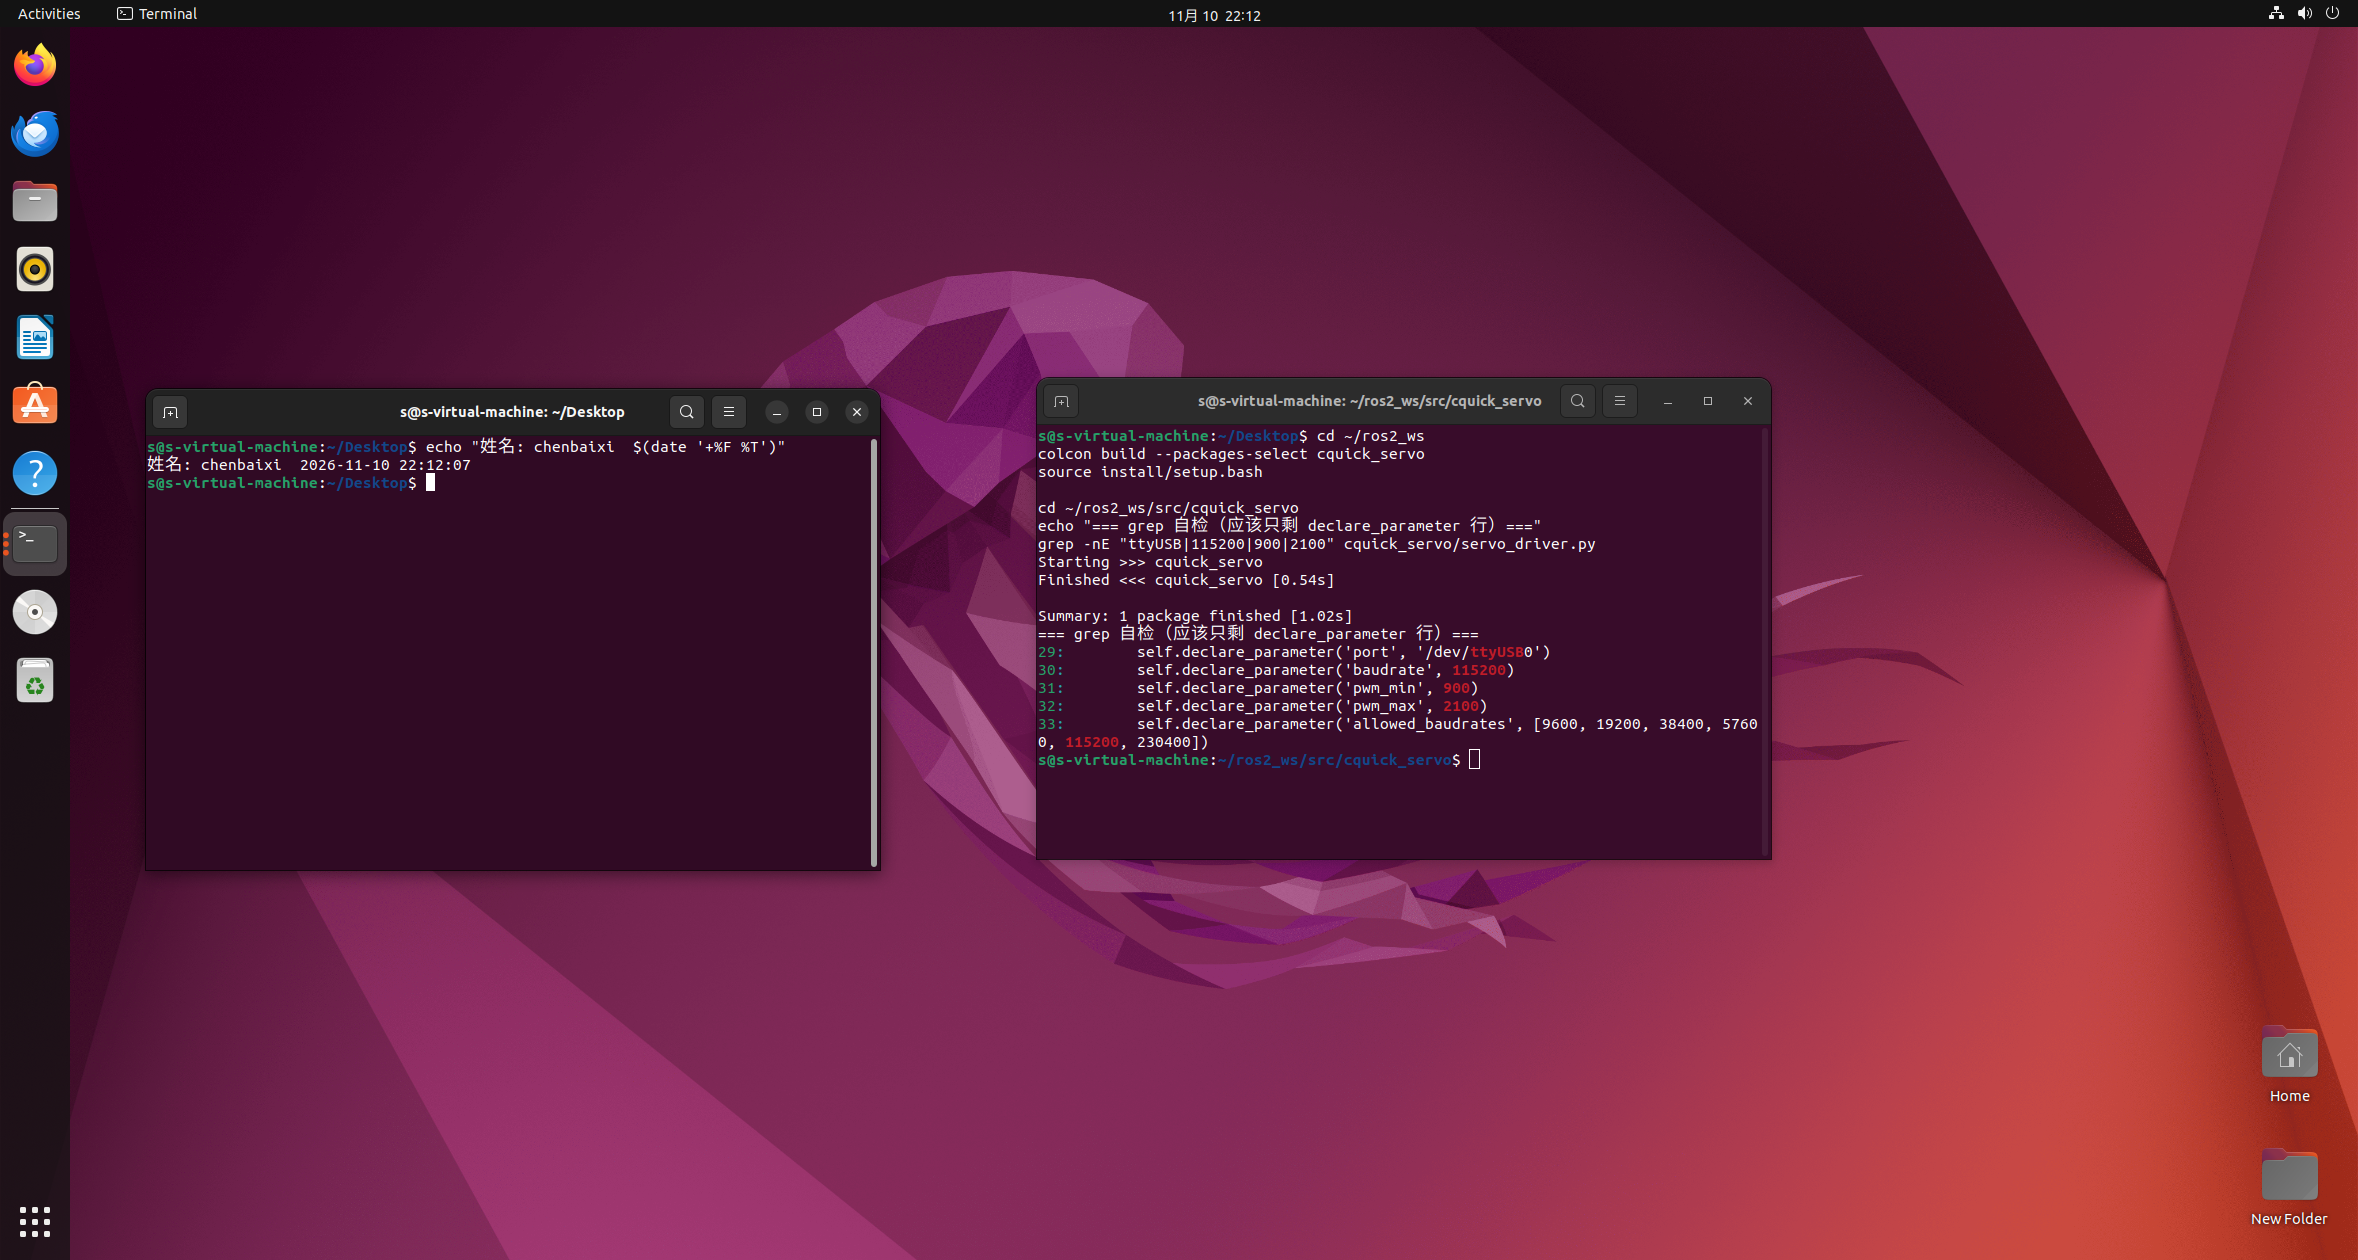 Activities
Terminal
11月 10 22:12
s@s-virtual-machine: ~/Desktop
s@s-virtual-machine:~/Desktop$ echo "姓名: chenbaixi  $(date '+%F %T')"
姓名: chenbaixi  2026-11-10 22:12:07
s@s-virtual-machine:~/Desktop$
s@s-virtual-machine: ~/ros2_ws/src/cquick_servo
s@s-virtual-machine:~/Desktop$ cd ~/ros2_ws
colcon build --packages-select cquick_servo
source install/setup.bash
cd ~/ros2_ws/src/cquick_servo
echo "=== grep 自检（应该只剩 declare_parameter 行）==="
grep -nE "ttyUSB|115200|900|2100" cquick_servo/servo_driver.py
Starting >>> cquick_servo
Finished <<< cquick_servo [0.54s]
Summary: 1 package finished [1.02s]
=== grep 自检（应该只剩 declare_parameter 行）===
29:        self.declare_parameter('port', '/dev/ttyUSB0')
30:        self.declare_parameter('baudrate', 115200)
31:        self.declare_parameter('pwm_min', 900)
32:        self.declare_parameter('pwm_max', 2100)
33:        self.declare_parameter('allowed_baudrates', [9600, 19200, 38400, 5760
0, 115200, 230400])
s@s-virtual-machine:~/ros2_ws/src/cquick_servo$
Home
New Folder